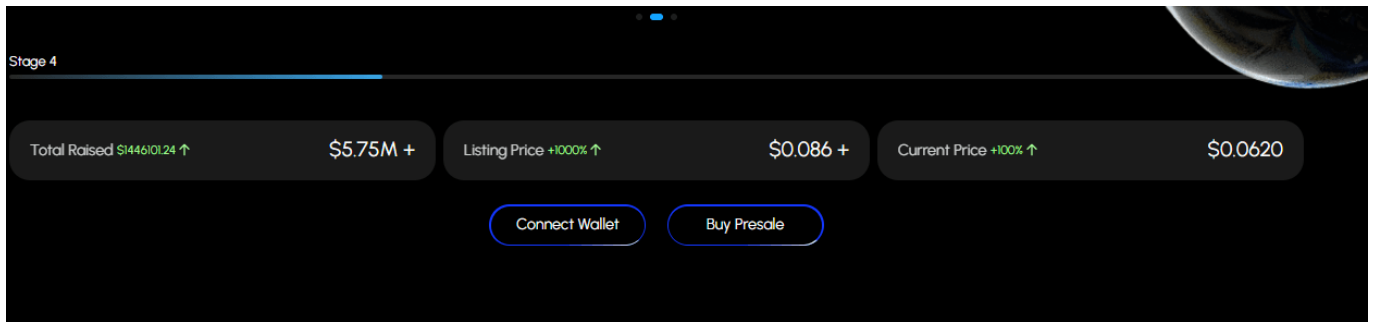 Stage 4
Total Raised $1446101.24 ↑ $5.75M +
Listing Price +1000% ↑ $0.086 +
Current Price +100% ↑ $0.0620
Connect Wallet
Buy Presale